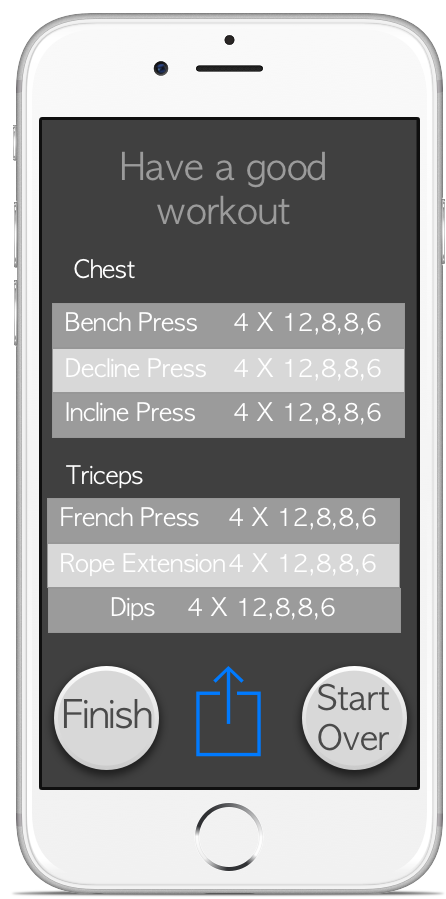 Have a good
workout
Chest
Bench Press 4 X 12,8,8,6
Decline Press 4 X 12,8,8,6
Incline Press 4 X 12,8,8,6
Triceps
French Press 4 X 12,8,8,6
Rope Extension 4 X 12,8,8,6
Dips 4 X 12,8,8,6
Finish
Start
Over